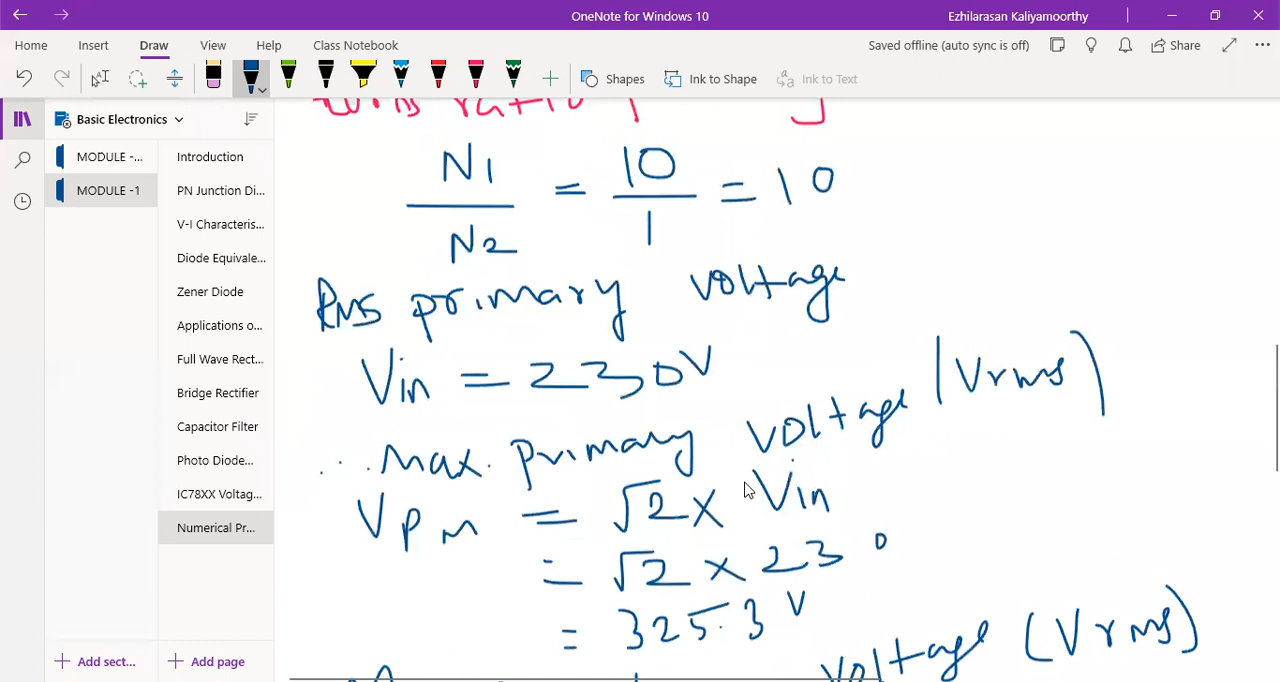 OneNote for Windows 10
Ezhilarasan Kaliyamoorthy
Home Insert Draw View Help Class Notebook
Saved offline (auto sync is off)
Share
Shapes
Ink to Shape
Ink to Text
Basic Electronics
MODULE -...
MODULE -1
Introduction
PN Junction Di...
V-I Characteris...
Diode Equivale...
Zener Diode
Applications o...
Full Wave Rect...
Bridge Rectifier
Capacitor Filter
Photo Diode...
IC78XX Voltag...
Numerical Pr...
Add sect...
Add page
turns ratio
N1 / N2 = 10 / 1 = 10
RMS primary voltage
Vin = 230V
Max. primary voltage (Vrms)
VPM = √2 × Vin
= √2 × 230
= 325.3 V
voltage (Vrms)